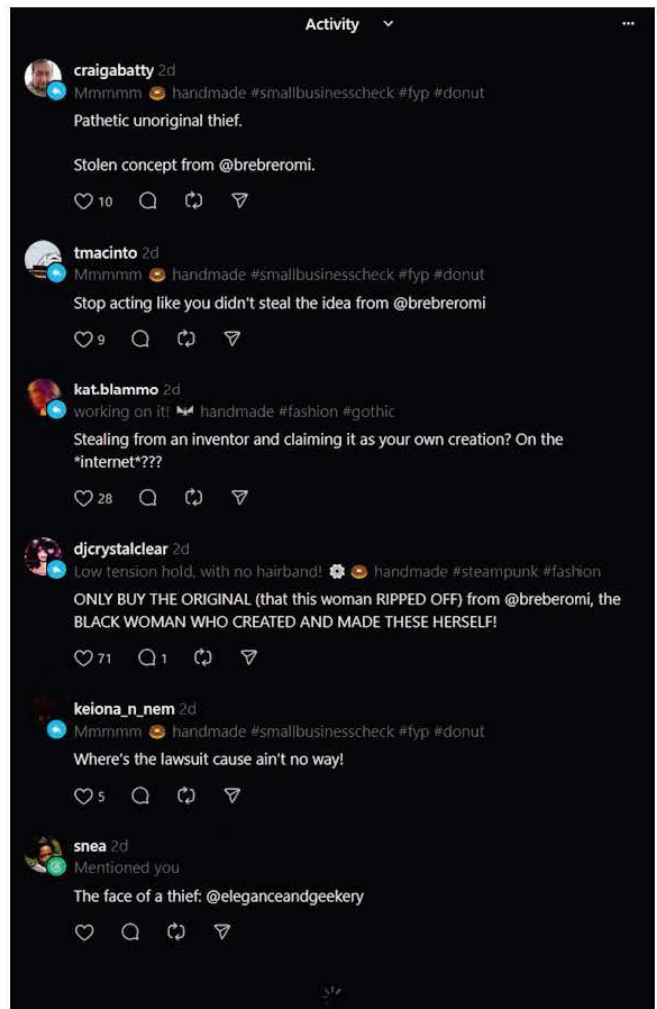 Activity
craigabatty 2d
Mmmmm 🍩 handmade #smallbusinesscheck #fyp #donut
Pathetic unoriginal thief.
Stolen concept from @brebreromi.
10
tmacinto 2d
Mmmmm 🍩 handmade #smallbusinesscheck #fyp #donut
Stop acting like you didn't steal the idea from @brebreromi
9
kat.blammo 2d
working on it! 🦇 handmade #fashion #gothic
Stealing from an inventor and claiming it as your own creation? On the
*internet*???
28
djcrystalclear 2d
Low tension hold, with no hairband! ⚙️ 🍩 handmade #steampunk #fashion
ONLY BUY THE ORIGINAL (that this woman RIPPED OFF) from @breberomi, the
BLACK WOMAN WHO CREATED AND MADE THESE HERSELF!
71 1
keiona_n_nem 2d
Mmmmm 🍩 handmade #smallbusinesscheck #fyp #donut
Where's the lawsuit cause ain't no way!
5
snea 2d
Mentioned you
The face of a thief: @eleganceandgeekery